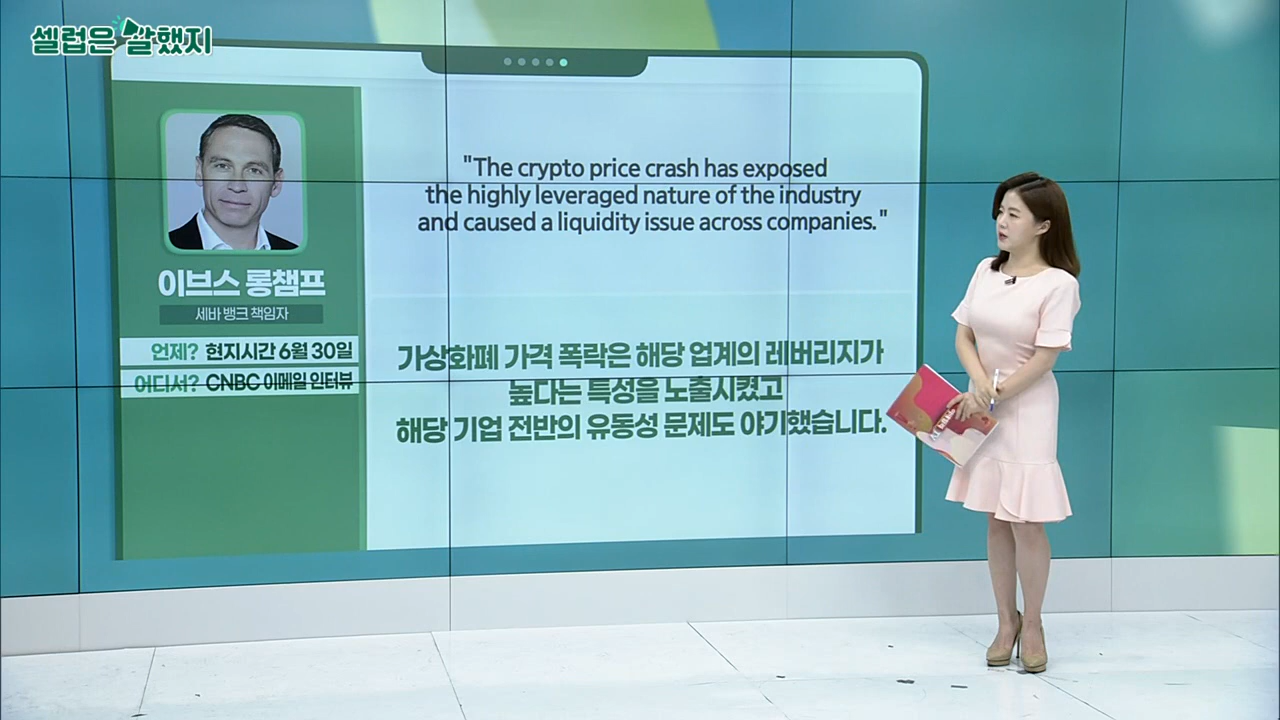 셀럽은 말했지
"The crypto price crash has exposed
the highly leveraged nature of the industry
and caused a liquidity issue across companies."
이브스 롱챔프
세바 뱅크 책임자
언제? 현지시간 6월 30일
어디서? CNBC 이메일 인터뷰
가상화폐 가격 폭락은 해당 업계의 레버리지가
높다는 특성을 노출시켰고
해당 기업 전반의 유동성 문제도 야기했습니다.